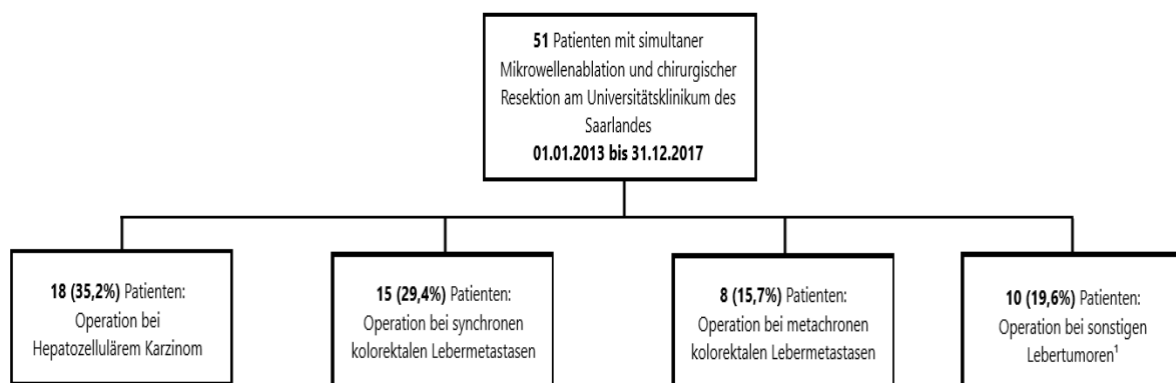 51 Patienten mit simultaner
Mikrowellenablation und chirurgischer
Resektion am Universitätsklinikum des
Saarlandes
01.01.2013 bis 31.12.2017
18 (35,2%) Patienten:
Operation bei
Hepatozellulärem Karzinom
15 (29,4%) Patienten:
Operation bei synchronen
kolorektalen Lebermetastasen
8 (15,7%) Patienten:
Operation bei metachronen
kolorektalen Lebermetastasen
10 (19,6%) Patienten:
Operation bei sonstigen
Lebertumoren¹